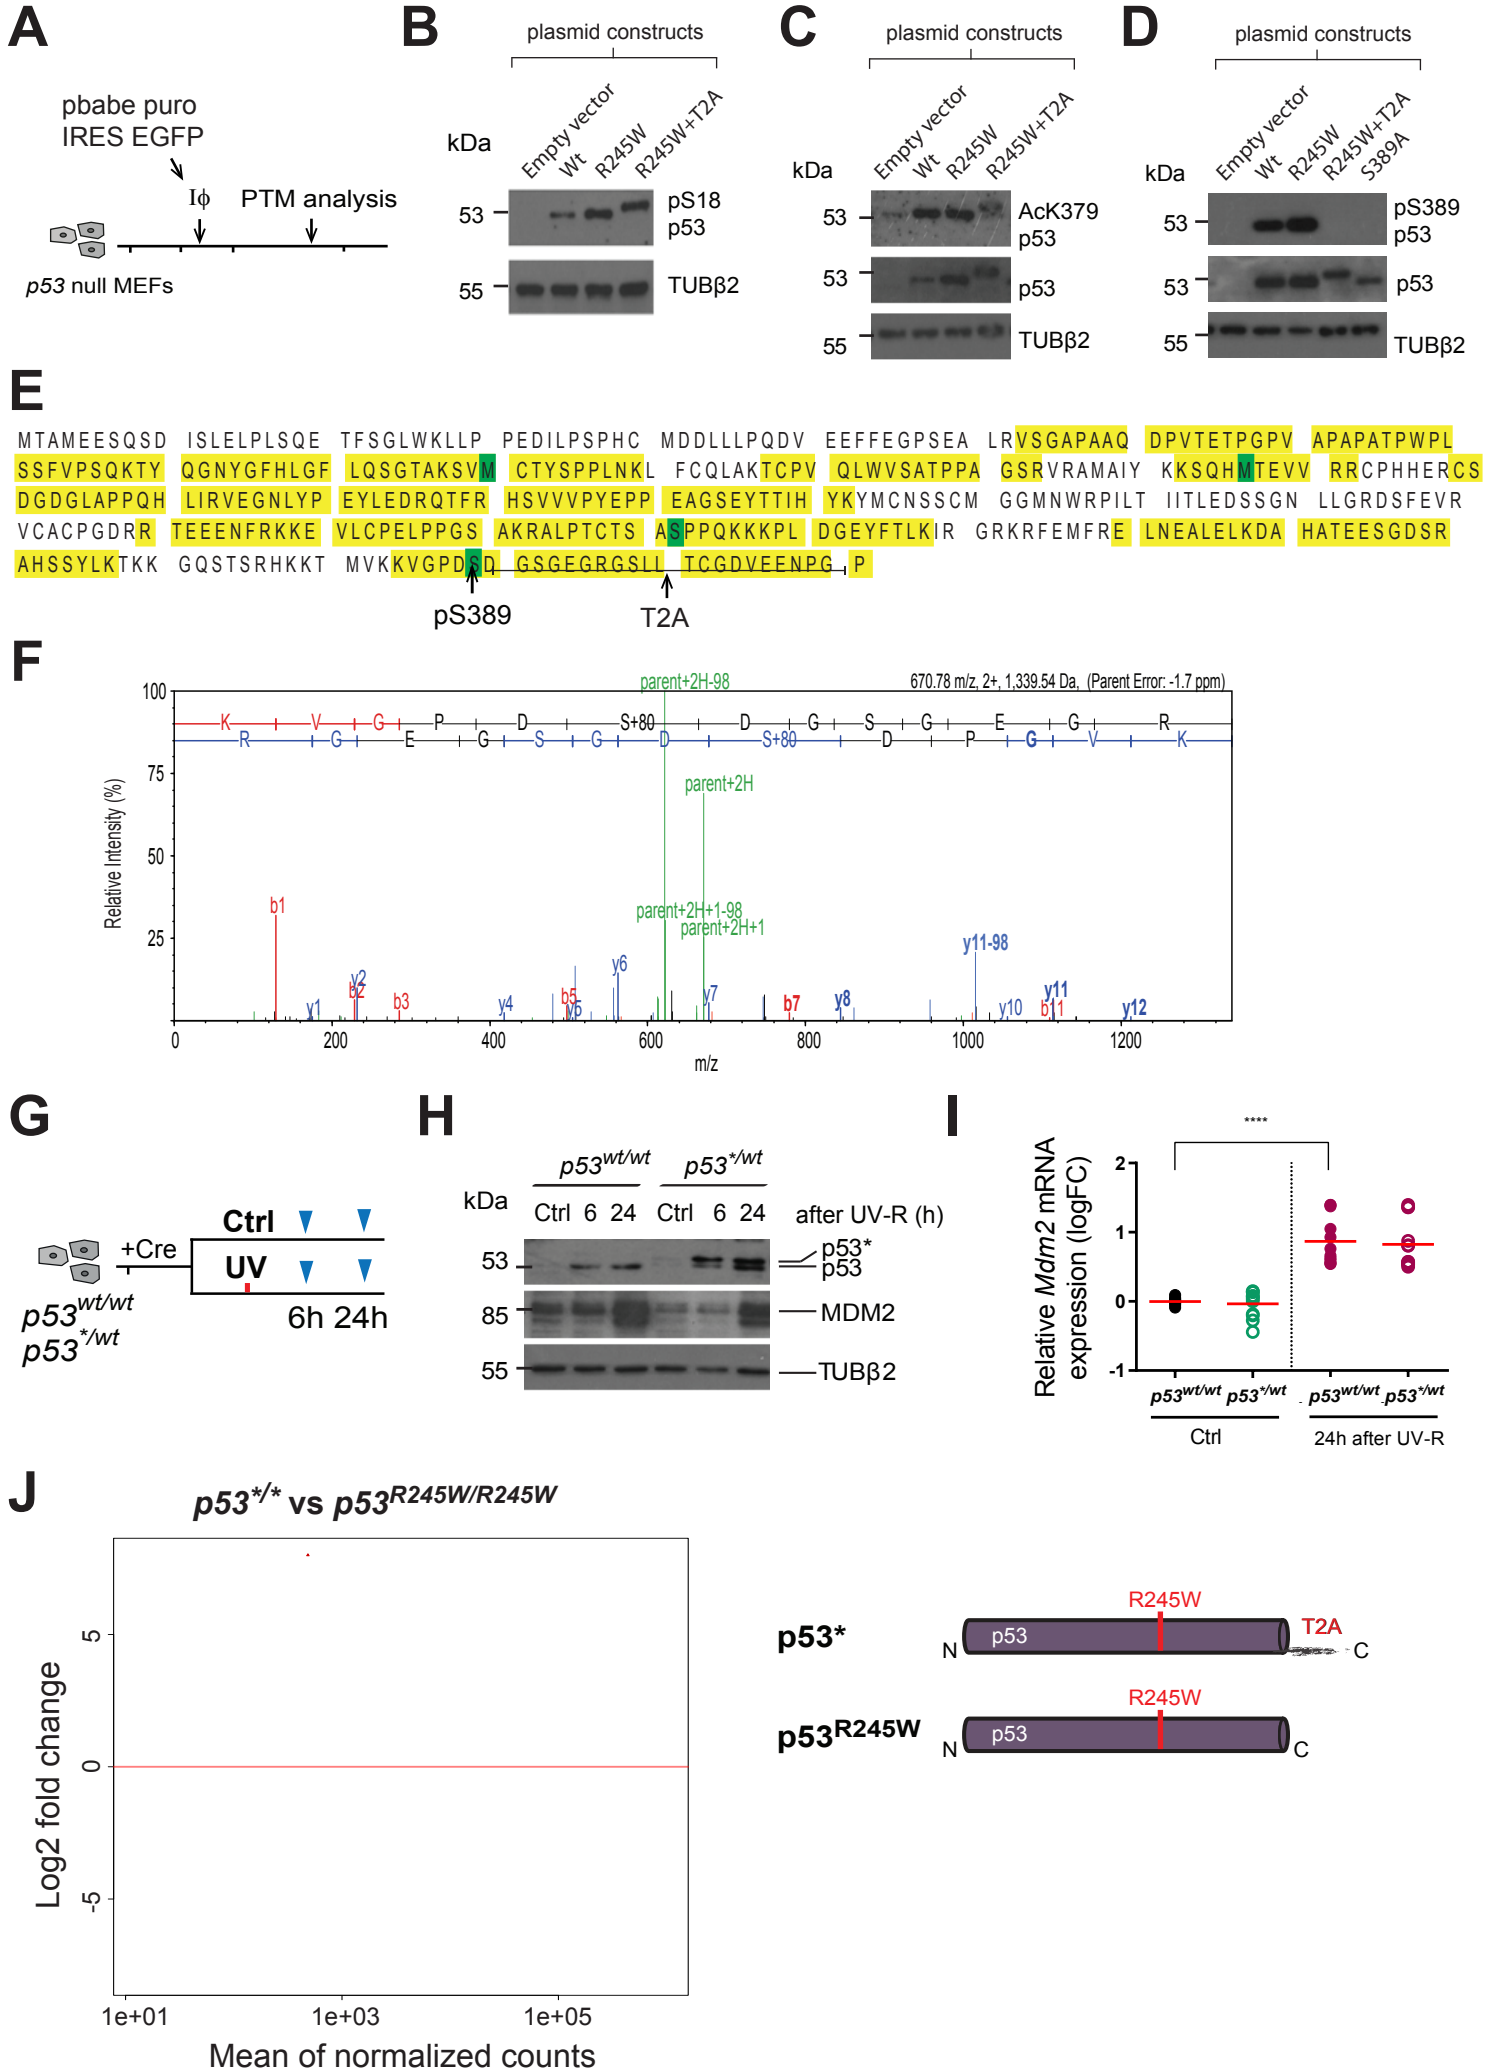 A
pbabe puro
IRES EGFP
Iϕ
PTM analysis
p53 null MEFs
B
plasmid constructs
kDa
Empty vector
Wt
R245W
R245W+T2A
53
pS18
p53
55
TUBβ2
C
plasmid constructs
kDa
Empty vector
Wt
R245W
R245W+T2A
53
AcK379
p53
53
p53
55
TUBβ2
D
plasmid constructs
kDa
Empty vector
Wt
R245W
R245W+T2A
S389A
53
pS389
p53
53
p53
55
TUBβ2
E
MTAMEESQSD ISLELPLSQE TFSGLWKLLP PEDILPSPHC MDDLLLPQDV EEFFEGPSEA LRVSGAPAAQ DPVTETPGPV APAPATPWPL
SSFVPSQKTY QGNYGFHLGF LQSGTAKSVM CTYSPPLNKL FCQLAKTCPV QLWVSATPPA GSRVRAMAIY KKSQHMTEVV RRCPHHERCS
DGDGLAPPQH LIRVEGNLYP EYLEDRQTFR HSVVVPYEPP EAGSEYTTIH YKYMCNSSCM GGMNWRPILT IITLEDSSGN LLGRDSFEVR
VCACPGDRR TEEENFRKKE VLCPELPPGS AKRALPTCTS ASPPQKKKPL DGEYFTLKIR GRKRFEMFRE LNEALELKDA HATEESGDSR
AHSSYLKTKK GQSTSRHKKT MVKKVGPDSD GSGEGRGSLL TCGDVEENPG P
pS389
T2A
F
parent+2H-98
670.78 m/z, 2+, 1,339.54 Da, (Parent Error: -1.7 ppm)
K V G P D S+80 D G S G E G R
R G E G S G D S+80 D P G V K
100
75
50
25
Relative Intensity (%)
parent+2H
parent+2H+1-98
parent+2H+1
b1
y1
y2
b2
b3
y4
b5
y5
y6
y7
b7
y8
y11-98
y10
y11
b11
y12
0 200 400 600 800 1000 1200
m/z
G
+Cre
Ctrl
UV
6h 24h
p53wt/wt
p53*/wt
H
p53wt/wt p53*/wt
kDa
Ctrl 6 24 Ctrl 6 24 after UV-R (h)
53
p53*
p53
85
MDM2
55
TUBβ2
I
Relative Mdm2 mRNA
expression (logFC)
****
2
1
0
-1
p53wt/wt p53*/wt p53wt/wt p53*/wt
Ctrl
24h after UV-R
J
p53*/* vs p53R245W/R245W
Log2 fold change
5
0
-5
1e+01 1e+03 1e+05
Mean of normalized counts
p53*
R245W
T2A
N p53 C
p53R245W
R245W
N p53 C